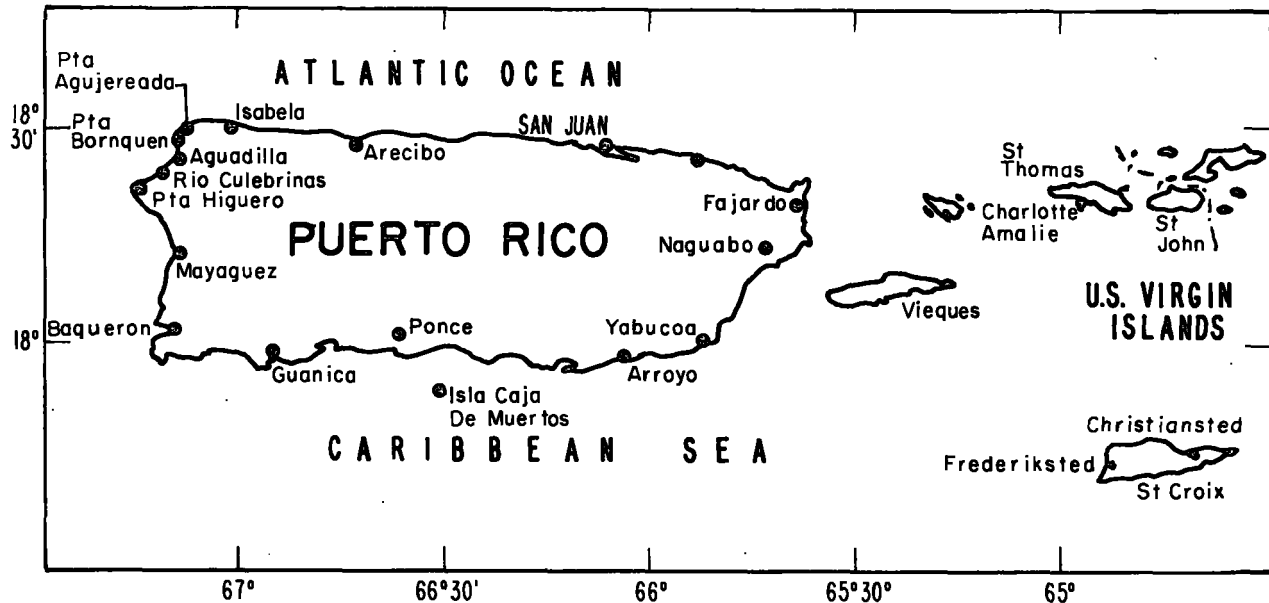 Pta
Agujereada
ATLANTIC OCEAN
18°
30'
Pta
Bornquen
Isabela
SAN JUAN
Arecibo
Aguadilla
Rio Culebrinas
Pta Higuero
St
Thomas
Fajardo
Charlotte
Amalie
St
John
PUERTO RICO
Naguabo
Mayaguez
Vieques
U.S. VIRGIN
ISLANDS
Baqueron
18°
Ponce
Yabucoa
Guanica
Arroyo
Isla Caja
De Muertos
CARIBBEAN SEA
Christiansted
Frederiksted
St Croix
67°
66°30'
66°
65°30'
65°